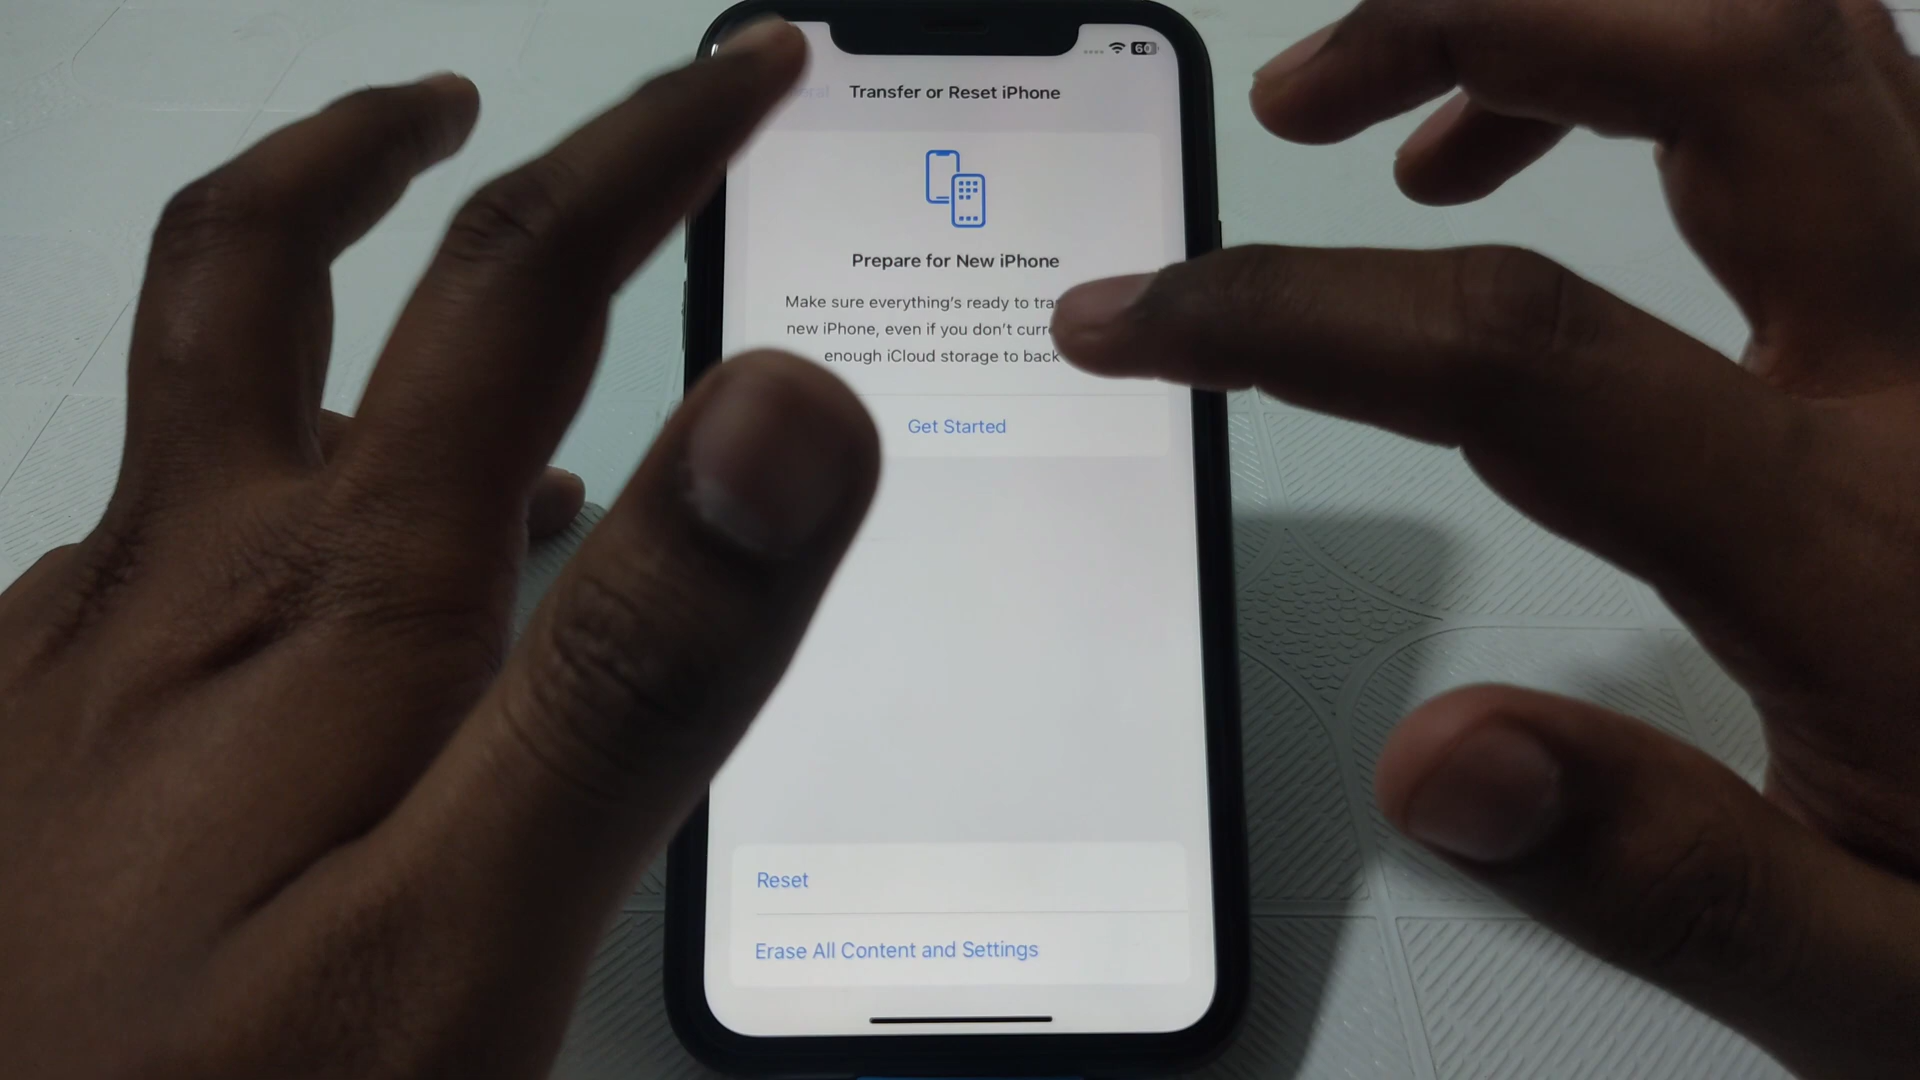 60
Transfer or Reset iPhone
Prepare for New iPhone
Make sure everything's ready to
new iPhone, even if you don't
enough iCloud storage to back
Get Started
Reset
Erase All Content and Settings